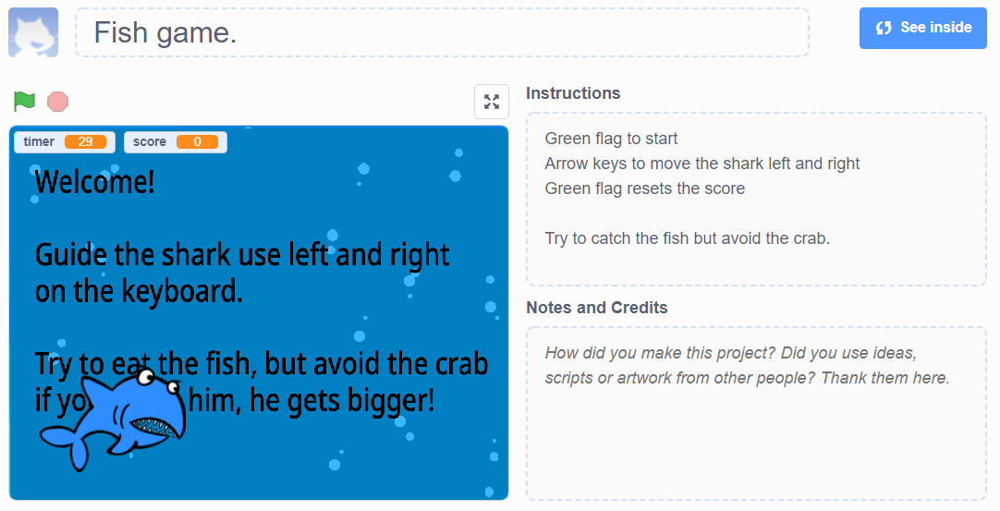 Fish game.
See inside
Instructions
timer 29 score 0
Welcome!
Guide the shark use left and right
on the keyboard.
Try to eat the fish, but avoid the crab
if yo him, he gets bigger!
Green flag to start
Arrow keys to move the shark left and right
Green flag resets the score
Try to catch the fish but avoid the crab.
Notes and Credits
How did you make this project? Did you use ideas,
scripts or artwork from other people? Thank them here.